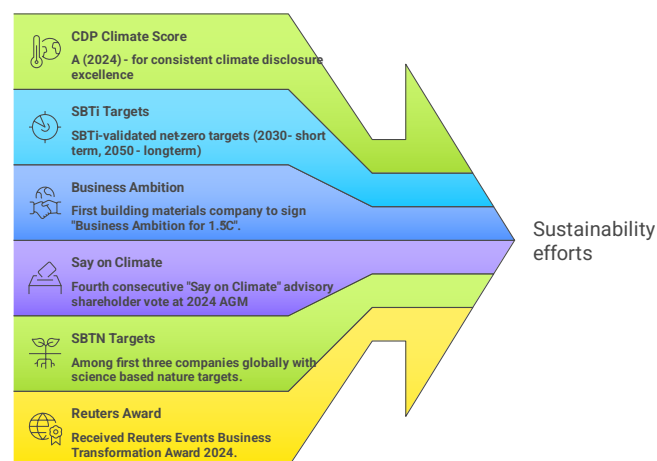 CDP Climate Score
A (2024) - for consistent climate disclosure
excellence
SBTi Targets
SBTi-validated net-zero targets (2030- short
term, 2050 - longterm)
Business Ambition
First building materials company to sign
"Business Ambition for 1.5C".
Say on Climate
Fourth consecutive "Say on Climate" advisory
shareholder vote at 2024 AGM
SBTN Targets
Among first three companies globally with
science based nature targets.
Reuters Award
Received Reuters Events Business
Transformation Award 2024.
Sustainability
efforts